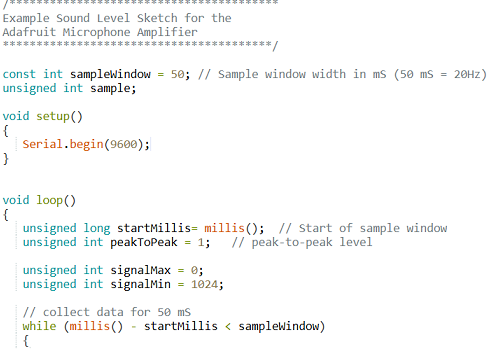 /****************************************
Example Sound Level Sketch for the
Adafruit Microphone Amplifier
****************************************/
const int sampleWindow = 50; // Sample window width in mS (50 mS = 20Hz)
unsigned int sample;
void setup()
{
Serial.begin(9600);
}
void loop()
{
unsigned long startMillis= millis();  // Start of sample window
unsigned int peakToPeak = 1;   // peak-to-peak level
unsigned int signalMax = 0;
unsigned int signalMin = 1024;
// collect data for 50 mS
while (millis() - startMillis < sampleWindow)
{